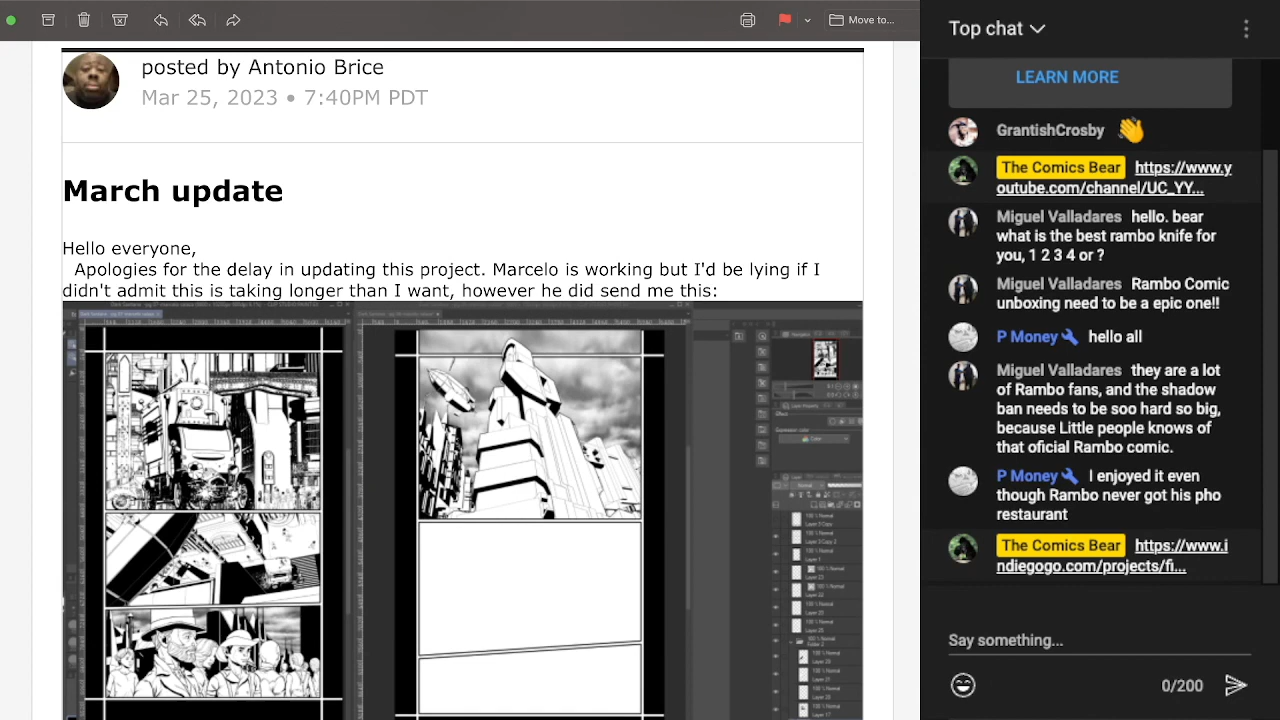 Move to...
posted by Antonio Brice
Mar 25, 2023 • 7:40PM PDT
March update
Hello everyone,
Apologies for the delay in updating this project. Marcelo is working but I'd be lying if I
didn't admit this is taking longer than I want, however he did send me this:
Top chat
LEARN MORE
GrantishCrosby 👋
The Comics Bear https://www.y
outube.com/channel/UC_YY...
Miguel Valladares hello. bear
what is the best rambo knife for
you, 1 2 3 4 or ?
Miguel Valladares Rambo Comic
unboxing need to be a epic one!!
P Money hello all
Miguel Valladares they are a lot
of Rambo fans, and the shadow
ban needs to be soo hard so big,
because Little people knows of
that oficial Rambo comic.
P Money I enjoyed it even
though Rambo never got his pho
restaurant
The Comics Bear https://www.i
ndiegogo.com/projects/fi...
Say something...
0/200